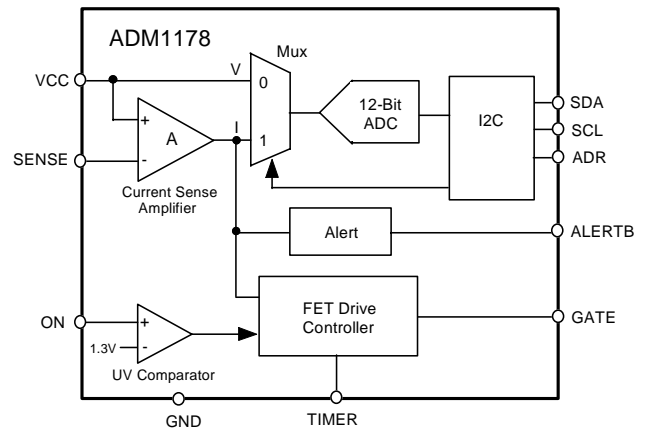 ADM1178
Mux
VCC
V
0
12-Bit
ADC
I2C
SDA
SCL
ADR
+
A
-
I
1
SENSE
Current Sense
Amplifier
Alert
ALERTB
FET Drive
Controller
GATE
ON
+
1.3V
-
UV Comparator
GND
TIMER